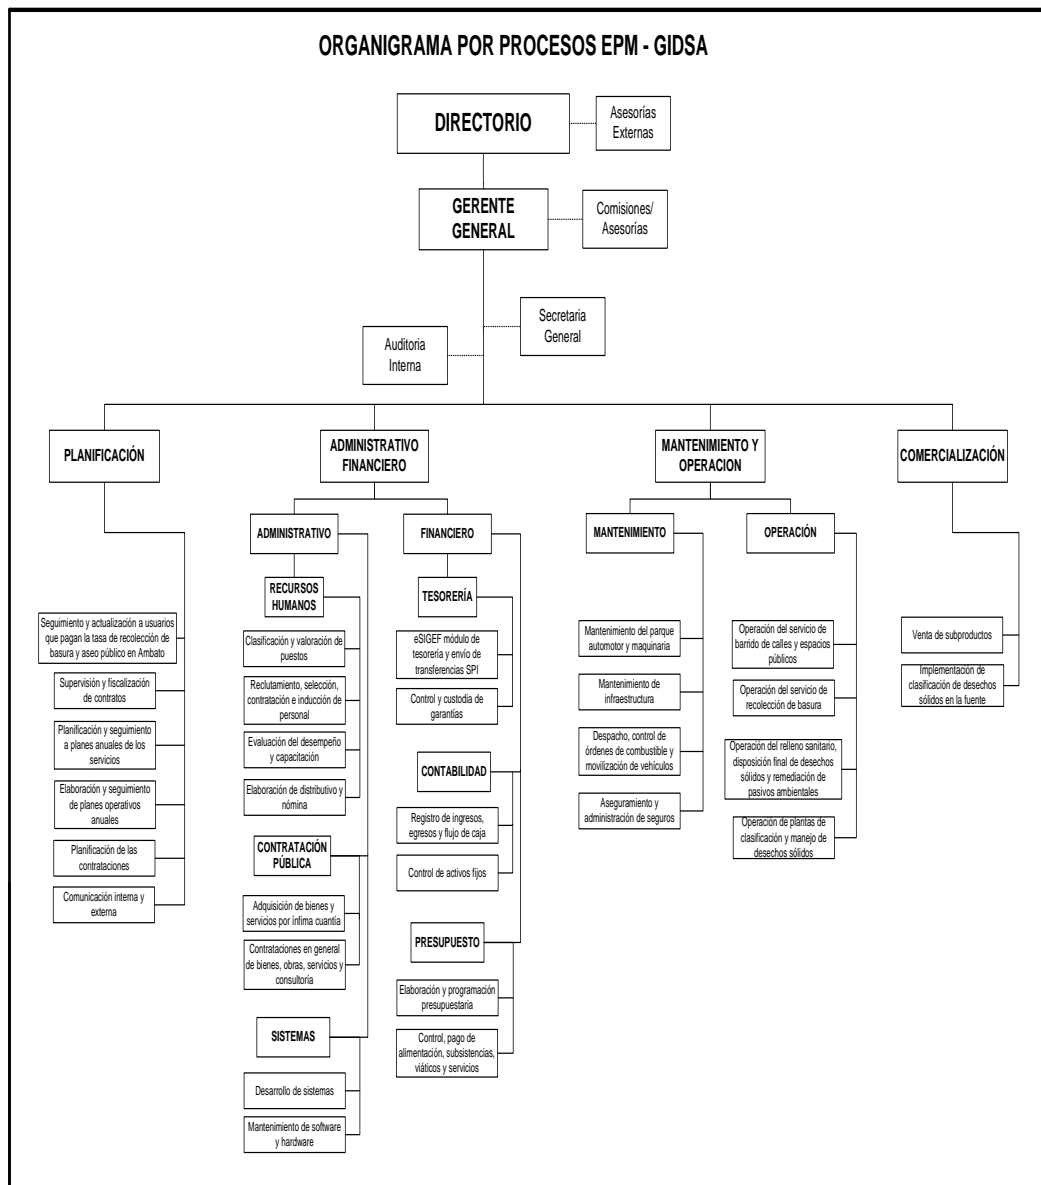 ORGANIGRAMA POR PROCESOS EPM - GIDSA
DIRECTORIO
Asesorías
Externas
GERENTE
GENERAL
Comisiones/
Asesorías
Secretaria
General
Auditoria
Interna
PLANIFICACIÓN
ADMINISTRATIVO
FINANCIERO
MANTENIMIENTO Y
OPERACION
COMERCIALIZACIÓN
Seguimiento y actualización a usuarios
que pagan la tasa de recolección de
basura y aseo público en Ambato
Supervisión y fiscalización
de contratos
Planificación y seguimiento
a planes anuales de los
servicios
Elaboración y seguimiento
de planes operativos
anuales
Planificación de las
contrataciones
Comunicación interna y
externa
ADMINISTRATIVO
RECURSOS
HUMANOS
Clasificación y valoración de
puestos
Reclutamiento, selección,
contratación e inducción de
personal
Evaluación del desempeño
y capacitación
Elaboración de distributivo y
nómina
CONTRATACIÓN
PÚBLICA
Adquisición de bienes y
servicios por ínfima cuantía
Contrataciones en general
de bienes, obras, servicios y
consultoría
SISTEMAS
Desarrollo de sistemas
Mantenimiento de software
y hardware
FINANCIERO
TESORERÍA
eSIGEF módulo de
tesorería y envío de
transferencias SPI
Control y custodia de
garantías
CONTABILIDAD
Registro de ingresos,
egresos y flujo de caja
Control de activos fijos
PRESUPUESTO
Elaboración y programación
presupuestaria
Control, pago de
alimentación, subsistencias,
viáticos y servicios
MANTENIMIENTO
Mantenimiento del parque
automotor y maquinaria
Mantenimiento de
infraestructura
Despacho, control de
órdenes de combustible y
movilización de vehículos
Aseguramiento y
administración de seguros
OPERACIÓN
Operación del servicio de
barrido de calles y espacios
públicos
Operación del servicio de
recolección de basura
Operación del relleno sanitario,
disposición final de desechos
sólidos y remediación de
pasivos ambientales
Operación de plantas de
clasificación y manejo de
desechos sólidos
Venta de subproductos
Implementación de
clasificación de desechos
sólidos en la fuente